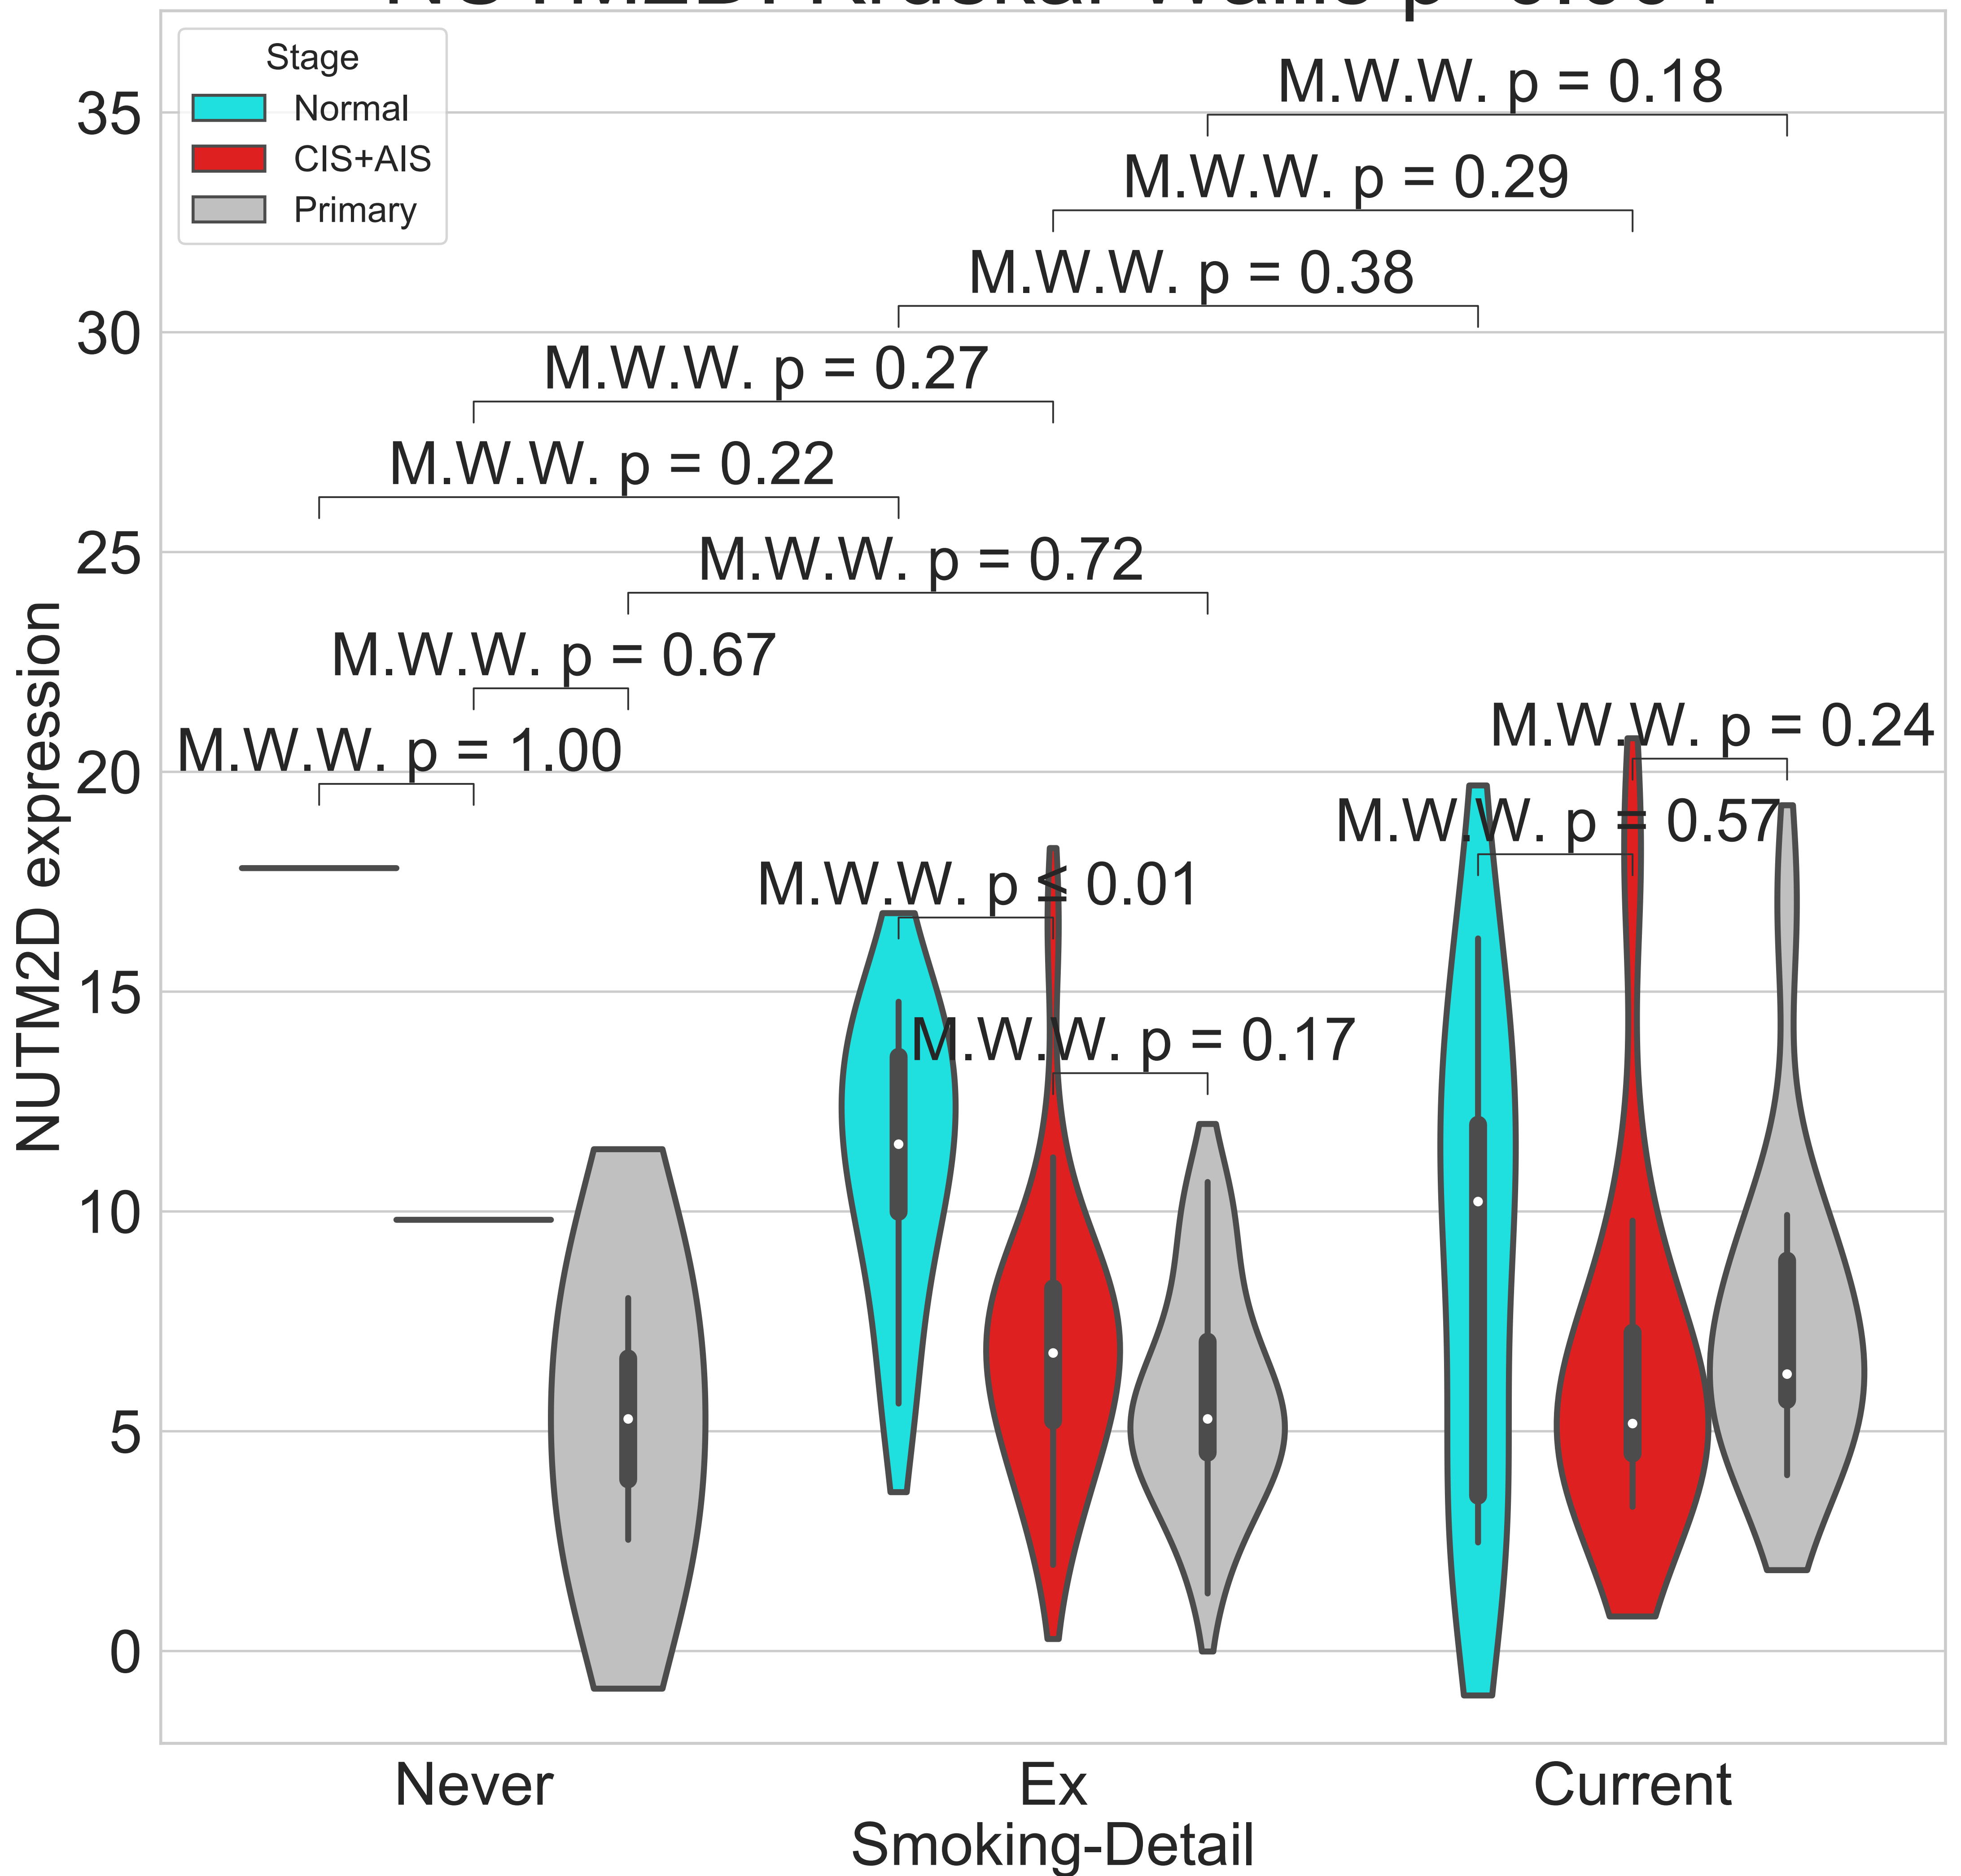 Stage
Normal
CIS+AIS
Primary
M.W.W. p = 0.18
M.W.W. p = 0.29
M.W.W. p = 0.38
M.W.W. p = 0.27
M.W.W. p = 0.22
M.W.W. p = 0.72
M.W.W. p = 0.67
M.W.W. p = 1.00
M.W.W. p = 0.24
M.W.W. p = 0.57
M.W.W. p ≤ 0.01
M.W.W. p = 0.17
35
30
25
20
15
10
5
0
NUTM2D expression
Never
Ex
Current
Smoking-Detail